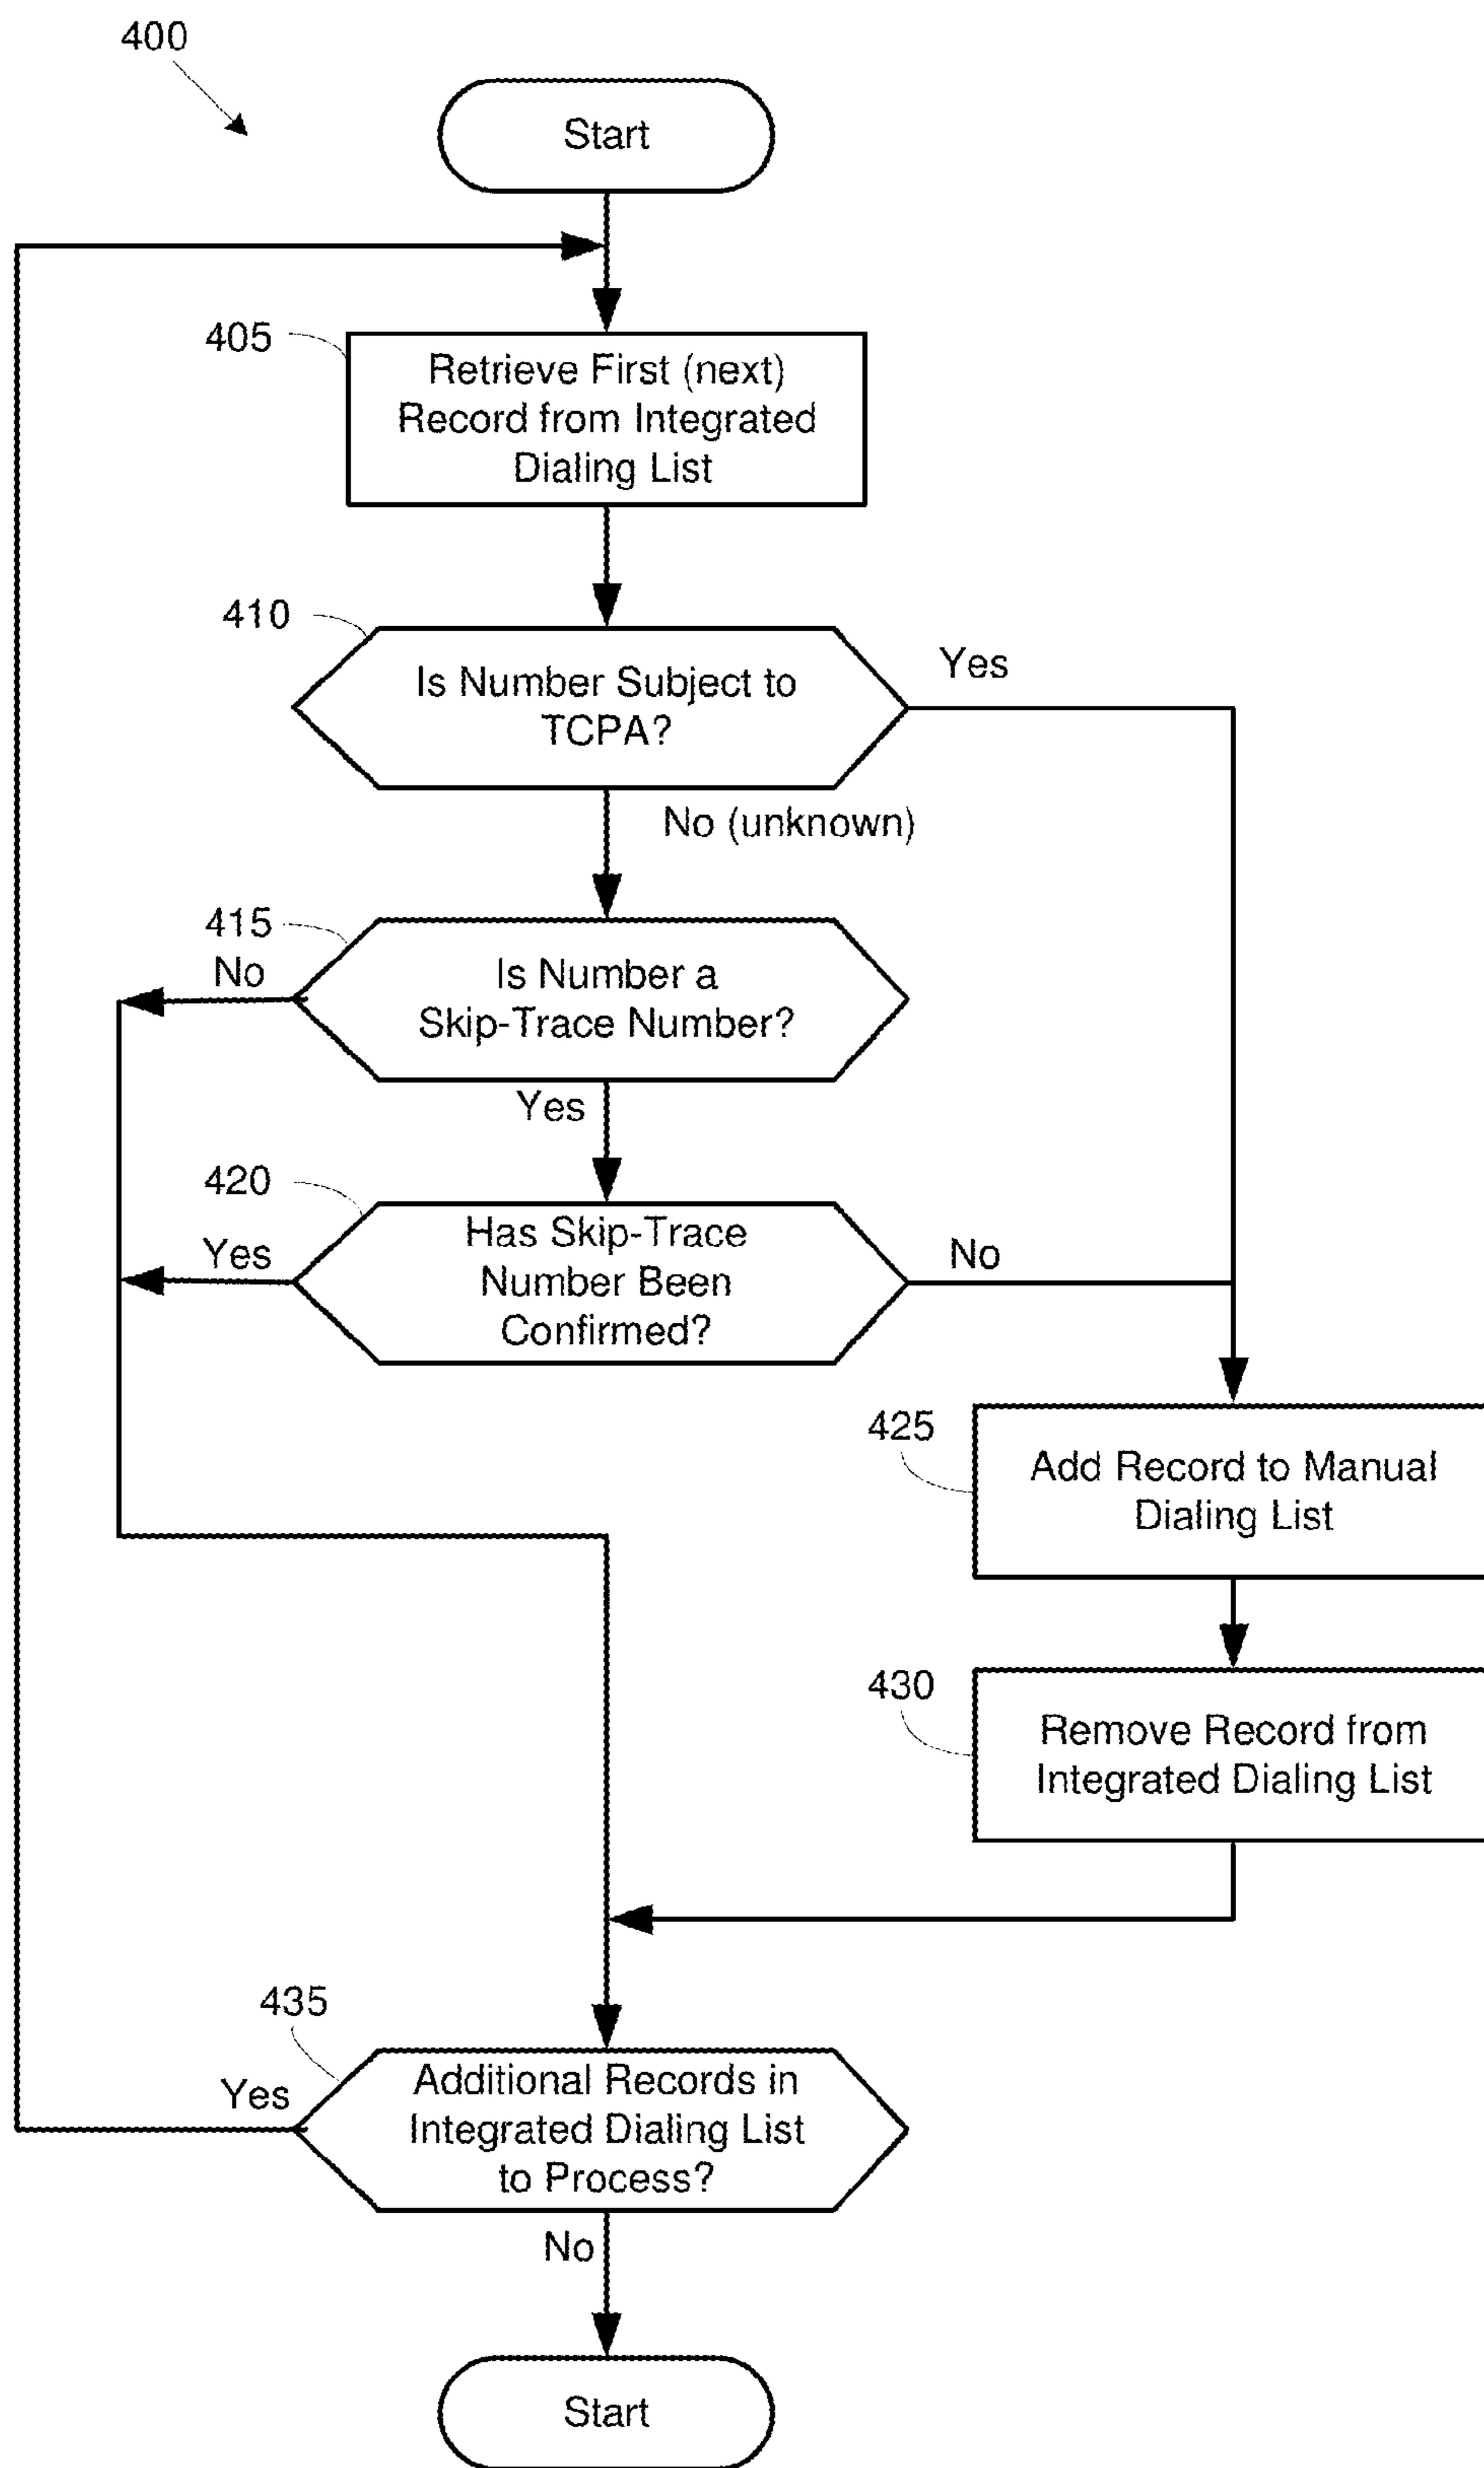 400
Start
405
Retrieve First (next)
Record from Integrated
Dialing List
410
Is Number Subject to
TCPA?
Yes
No (unknown)
415
No
Is Number a
Skip-Trace Number?
Yes
420
Yes
Has Skip-Trace
Number Been
Confirmed?
No
425
Add Record to Manual
Dialing List
430
Remove Record from
Integrated Dialing List
435
Yes
Additional Records in
Integrated Dialing List
to Process?
No
Start